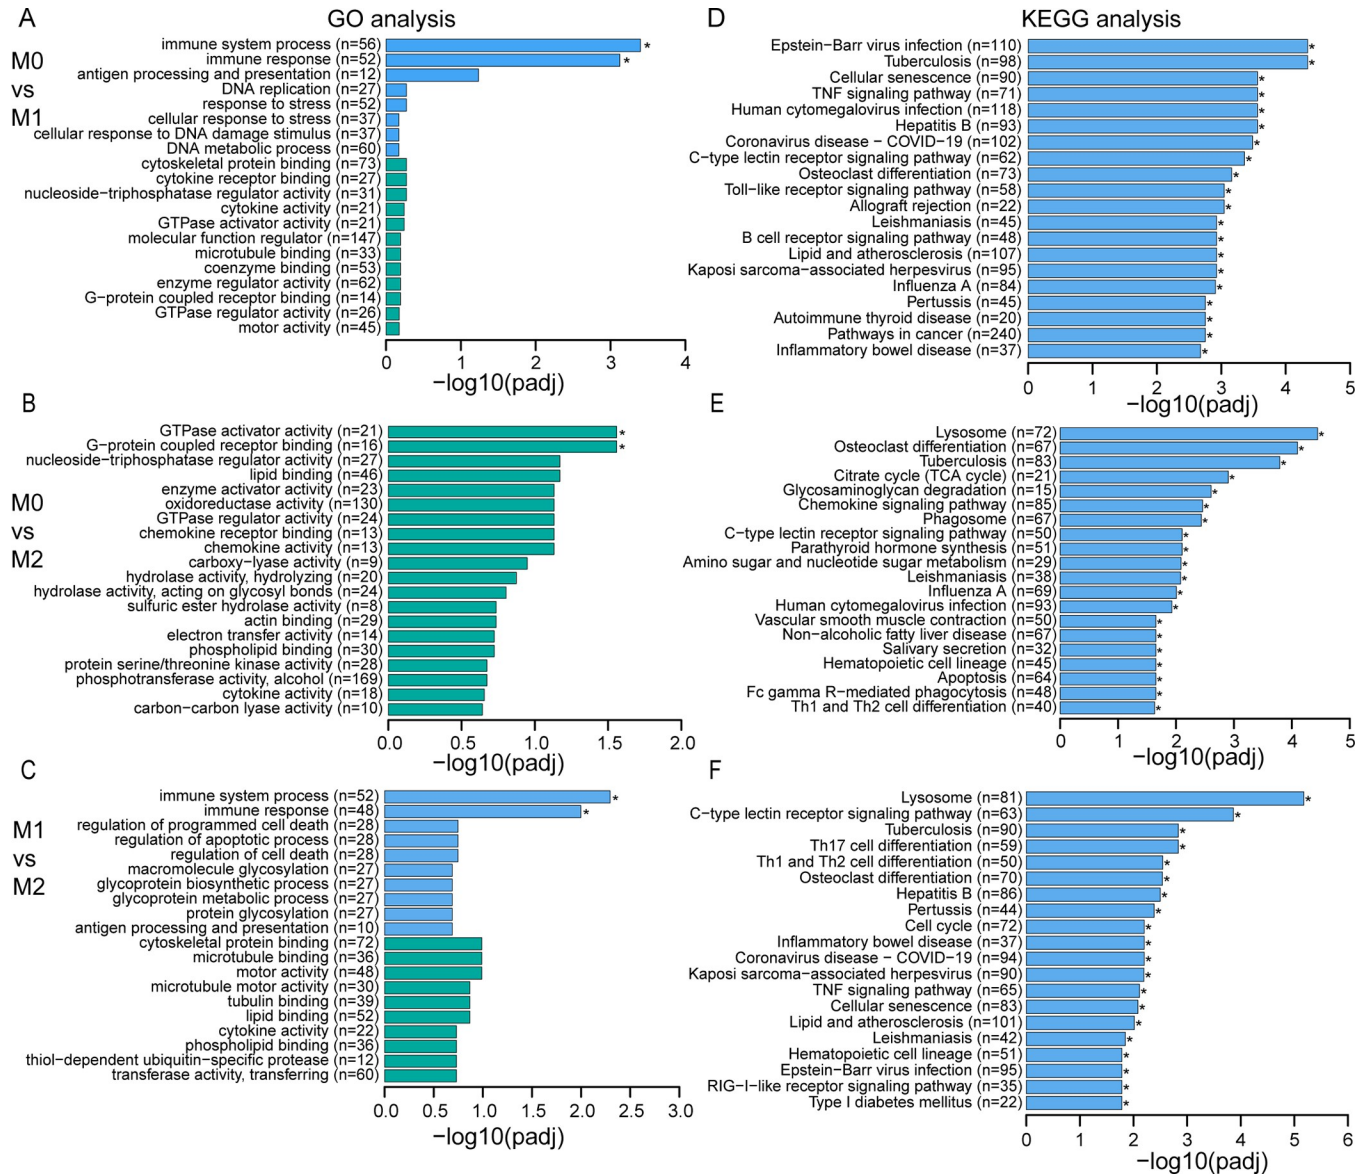 A
GO analysis
M0
vs
M1
immune system process (n=56)
*
immune response (n=52)
*
antigen processing and presentation (n=12)
DNA replication (n=27)
response to stress (n=52)
cellular response to stress (n=37)
cellular response to DNA damage stimulus (n=37)
DNA metabolic process (n=60)
cytoskeletal protein binding (n=73)
cytokine receptor binding (n=27)
nucleoside−triphosphatase regulator activity (n=31)
cytokine activity (n=21)
GTPase activator activity (n=21)
molecular function regulator (n=147)
microtubule binding (n=33)
coenzyme binding (n=53)
enzyme regulator activity (n=62)
G−protein coupled receptor binding (n=14)
GTPase regulator activity (n=26)
motor activity (n=45)
0 1 2 3 4
−log10(padj)
B
M0
vs
M2
GTPase activator activity (n=21)
*
G−protein coupled receptor binding (n=16)
*
nucleoside−triphosphatase regulator activity (n=27)
lipid binding (n=46)
enzyme activator activity (n=23)
oxidoreductase activity (n=130)
GTPase regulator activity (n=24)
chemokine receptor binding (n=13)
chemokine activity (n=13)
carboxy−lyase activity (n=9)
hydrolase activity, hydrolyzing (n=20)
hydrolase activity, acting on glycosyl bonds (n=24)
sulfuric ester hydrolase activity (n=8)
actin binding (n=29)
electron transfer activity (n=14)
phospholipid binding (n=30)
protein serine/threonine kinase activity (n=28)
phosphotransferase activity, alcohol (n=169)
cytokine activity (n=18)
carbon−carbon lyase activity (n=10)
0.0 0.5 1.0 1.5 2.0
−log10(padj)
C
M1
vs
M2
immune system process (n=52)
*
immune response (n=48)
*
regulation of programmed cell death (n=28)
regulation of apoptotic process (n=28)
regulation of cell death (n=28)
macromolecule glycosylation (n=27)
glycoprotein biosynthetic process (n=27)
glycoprotein metabolic process (n=27)
protein glycosylation (n=27)
antigen processing and presentation (n=10)
cytoskeletal protein binding (n=72)
microtubule binding (n=36)
motor activity (n=48)
microtubule motor activity (n=30)
tubulin binding (n=39)
lipid binding (n=52)
cytokine activity (n=22)
phospholipid binding (n=36)
thiol−dependent ubiquitin−specific protease (n=12)
transferase activity, transferring (n=60)
0.0 0.5 1.0 1.5 2.0 2.5 3.0
−log10(padj)
D
KEGG analysis
Epstein−Barr virus infection (n=110)
*
Tuberculosis (n=98)
*
Cellular senescence (n=90)
*
TNF signaling pathway (n=71)
*
Human cytomegalovirus infection (n=118)
*
Hepatitis B (n=93)
*
Coronavirus disease − COVID−19 (n=102)
*
C−type lectin receptor signaling pathway (n=62)
*
Osteoclast differentiation (n=73)
*
Toll−like receptor signaling pathway (n=58)
*
Allograft rejection (n=22)
*
Leishmaniasis (n=45)
*
B cell receptor signaling pathway (n=48)
*
Lipid and atherosclerosis (n=107)
*
Kaposi sarcoma−associated herpesvirus (n=95)
*
Influenza A (n=84)
*
Pertussis (n=45)
*
Autoimmune thyroid disease (n=20)
*
Pathways in cancer (n=240)
*
Inflammatory bowel disease (n=37)
*
0 1 2 3 4 5
−log10(padj)
E
Lysosome (n=72)
*
Osteoclast differentiation (n=67)
*
Tuberculosis (n=83)
*
Citrate cycle (TCA cycle) (n=21)
*
Glycosaminoglycan degradation (n=15)
*
Chemokine signaling pathway (n=85)
*
Phagosome (n=67)
*
C−type lectin receptor signaling pathway (n=50)
*
Parathyroid hormone synthesis (n=51)
*
Amino sugar and nucleotide sugar metabolism (n=29)
*
Leishmaniasis (n=38)
*
Influenza A (n=69)
*
Human cytomegalovirus infection (n=93)
*
Vascular smooth muscle contraction (n=50)
*
Non−alcoholic fatty liver disease (n=67)
*
Salivary secretion (n=32)
*
Hematopoietic cell lineage (n=45)
*
Apoptosis (n=64)
*
Fc gamma R−mediated phagocytosis (n=48)
*
Th1 and Th2 cell differentiation (n=40)
*
0 1 2 3 4 5
−log10(padj)
F
Lysosome (n=81)
*
C−type lectin receptor signaling pathway (n=63)
*
Tuberculosis (n=90)
*
Th17 cell differentiation (n=59)
*
Th1 and Th2 cell differentiation (n=50)
*
Osteoclast differentiation (n=70)
*
Hepatitis B (n=86)
*
Pertussis (n=44)
*
Cell cycle (n=72)
*
Inflammatory bowel disease (n=37)
*
Coronavirus disease − COVID−19 (n=94)
*
Kaposi sarcoma−associated herpesvirus (n=90)
*
TNF signaling pathway (n=65)
*
Cellular senescence (n=83)
*
Lipid and atherosclerosis (n=101)
*
Leishmaniasis (n=42)
*
Hematopoietic cell lineage (n=51)
*
Epstein−Barr virus infection (n=95)
*
RIG−I−like receptor signaling pathway (n=35)
*
Type I diabetes mellitus (n=22)
*
0 1 2 3 4 5 6
−log10(padj)